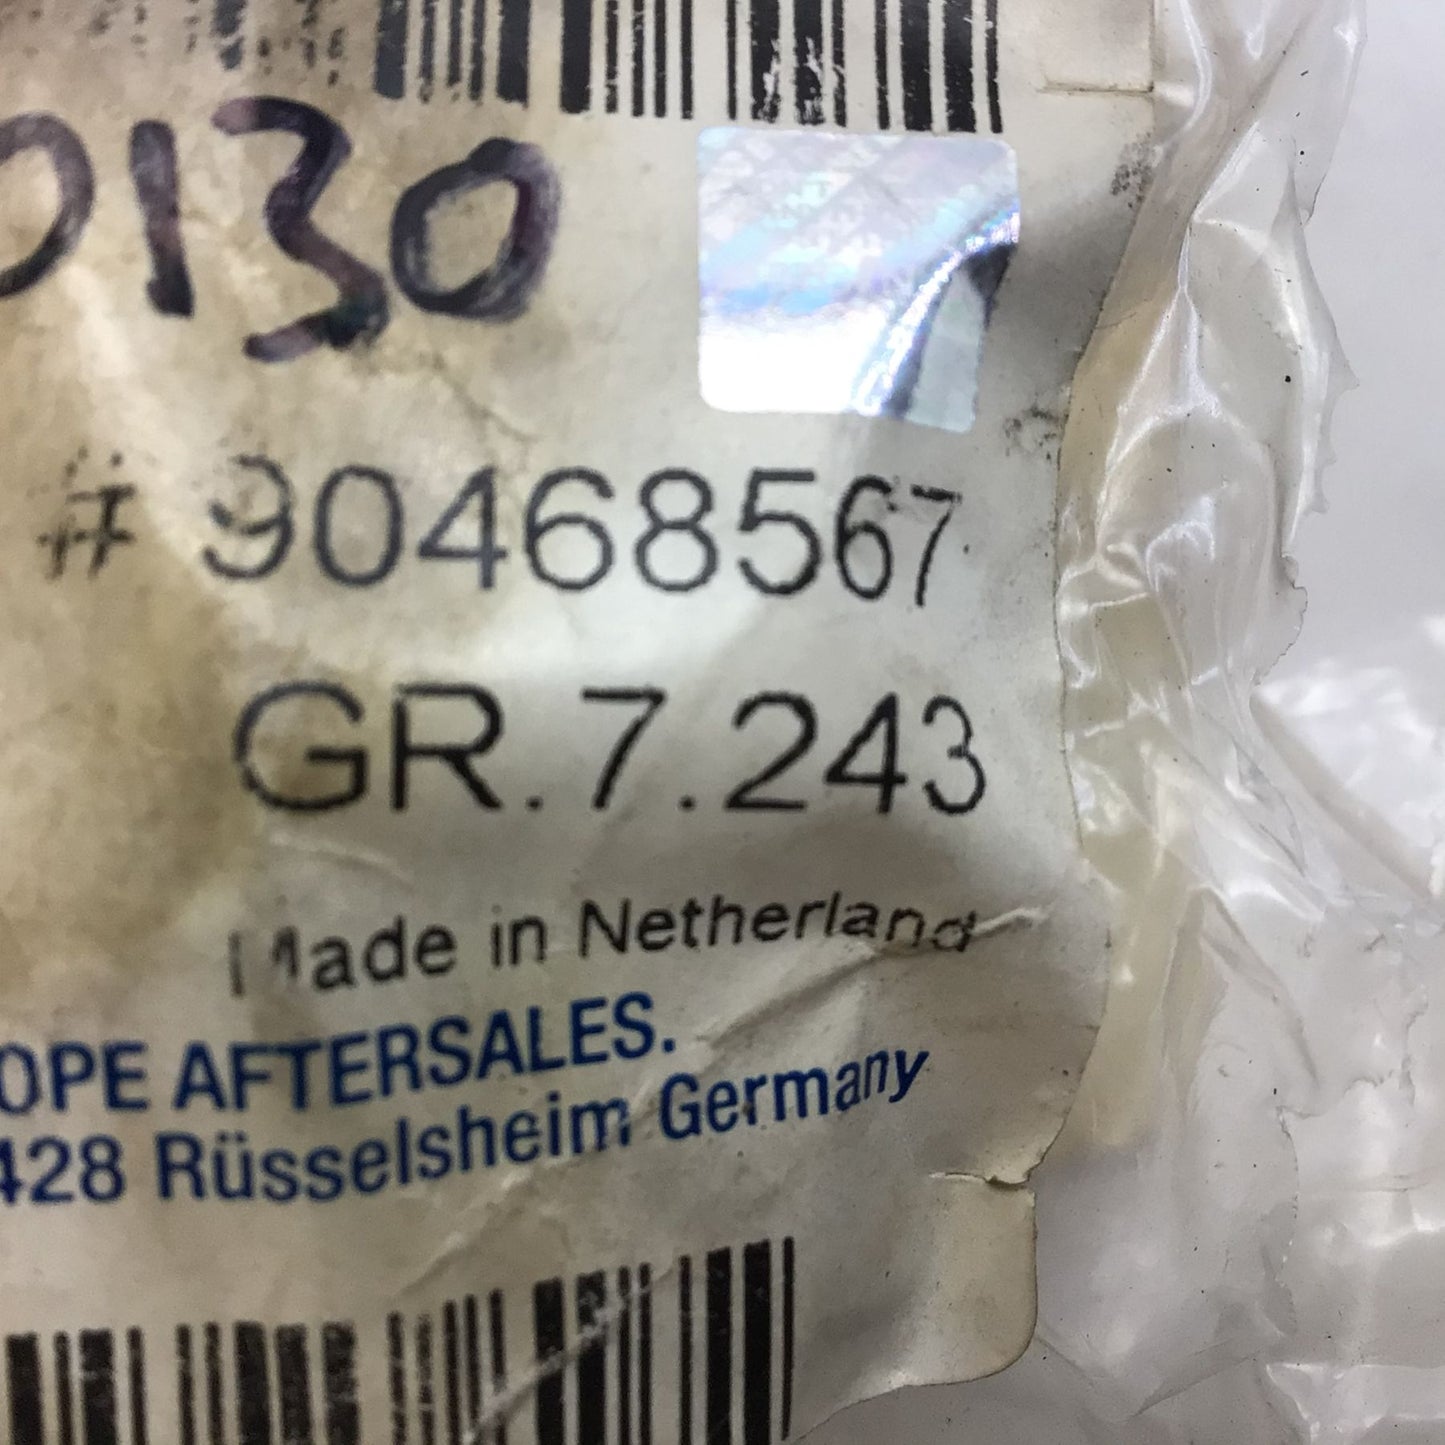 0130
# 90468567
GR.7.243
Made in Netherland
OPE AFTERSALES.
428 Rüsselsheim Germany